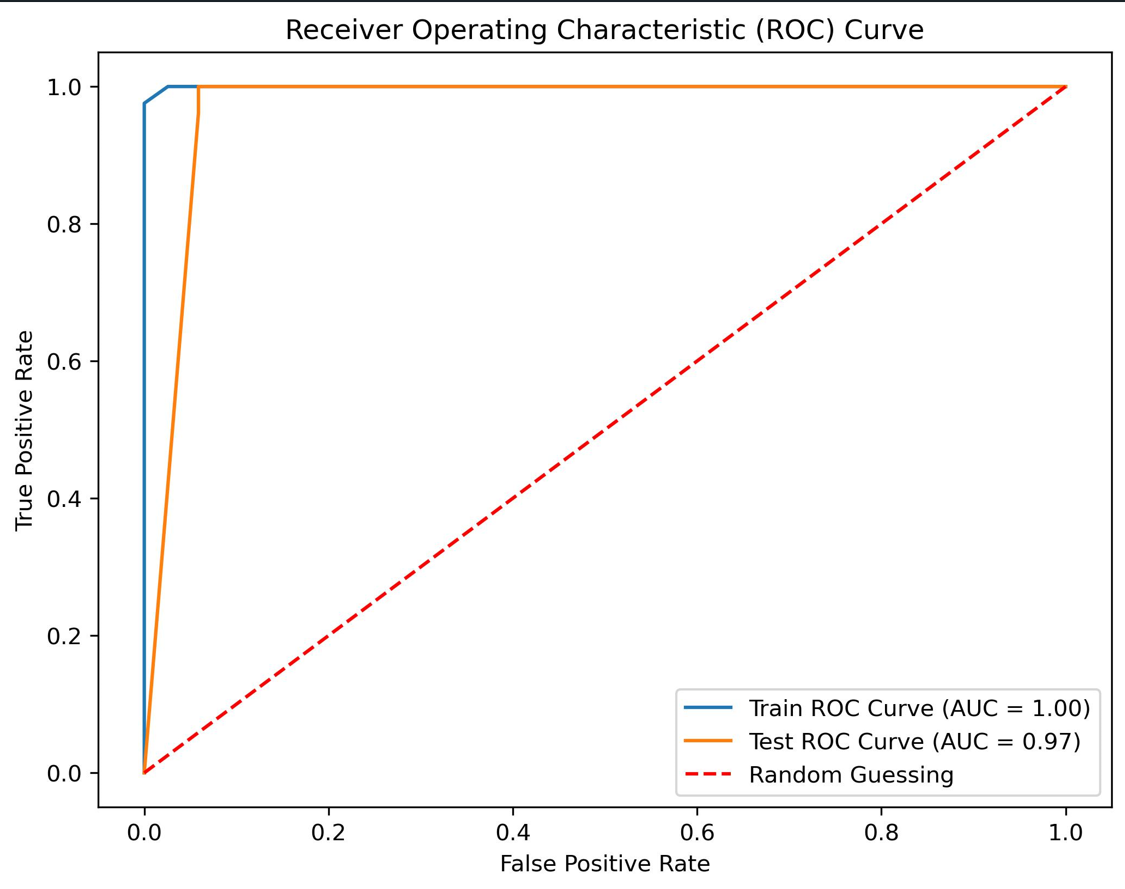 Receiver Operating Characteristic (ROC) Curve
True Positive Rate
1.0
0.8
0.6
0.4
0.2
0.0
Train ROC Curve (AUC = 1.00)
Test ROC Curve (AUC = 0.97)
Random Guessing
0.0 0.2 0.4 0.6 0.8 1.0
False Positive Rate